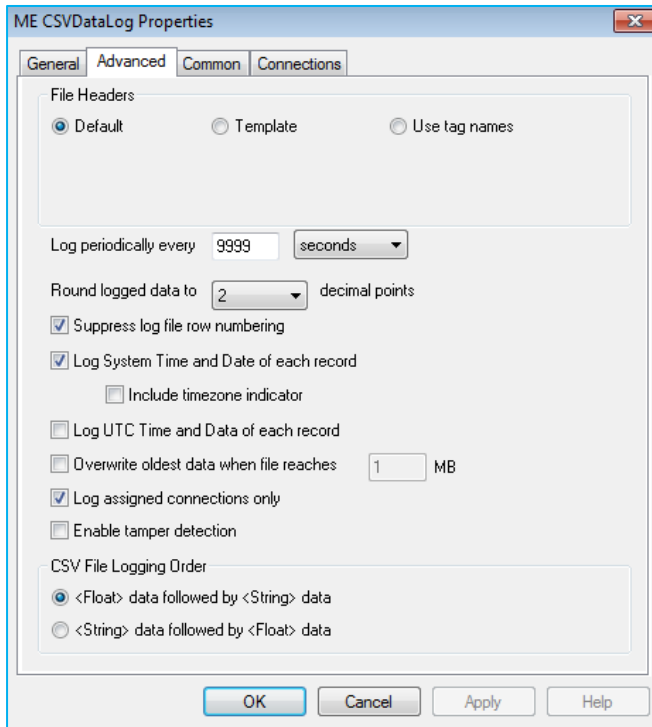 ME CSVDataLog Properties
General Advanced Common Connections
File Headers
Default Template Use tag names
Log periodically every 9999 seconds
Round logged data to 2 decimal points
Suppress log file row numbering
Log System Time and Date of each record
Include timezone indicator
Log UTC Time and Data of each record
Overwrite oldest data when file reaches 1 MB
Log assigned connections only
Enable tamper detection
CSV File Logging Order
<Float> data followed by <String> data
<String> data followed by <Float> data
OK Cancel Apply Help